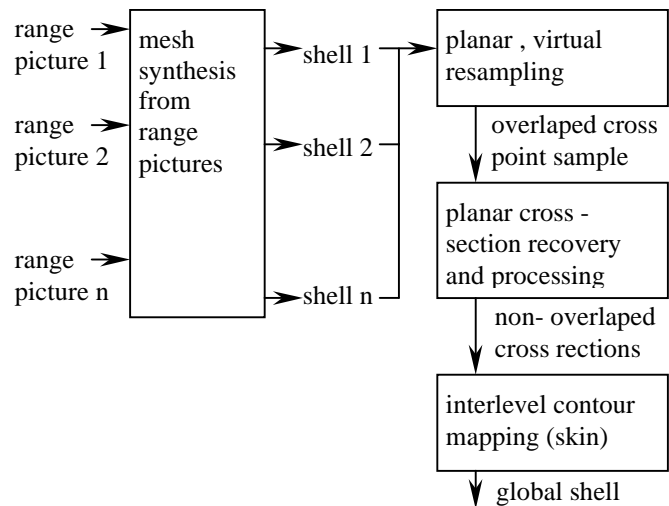 range
picture 1
range
picture 2
range
picture n
mesh
synthesis
from
range
pictures
shell 1
shell 2
shell n
planar , virtual
resampling
overlaped cross
point sample
planar cross -
section recovery
and processing
non- overlaped
cross rections
interlevel contour
mapping (skin)
global shell